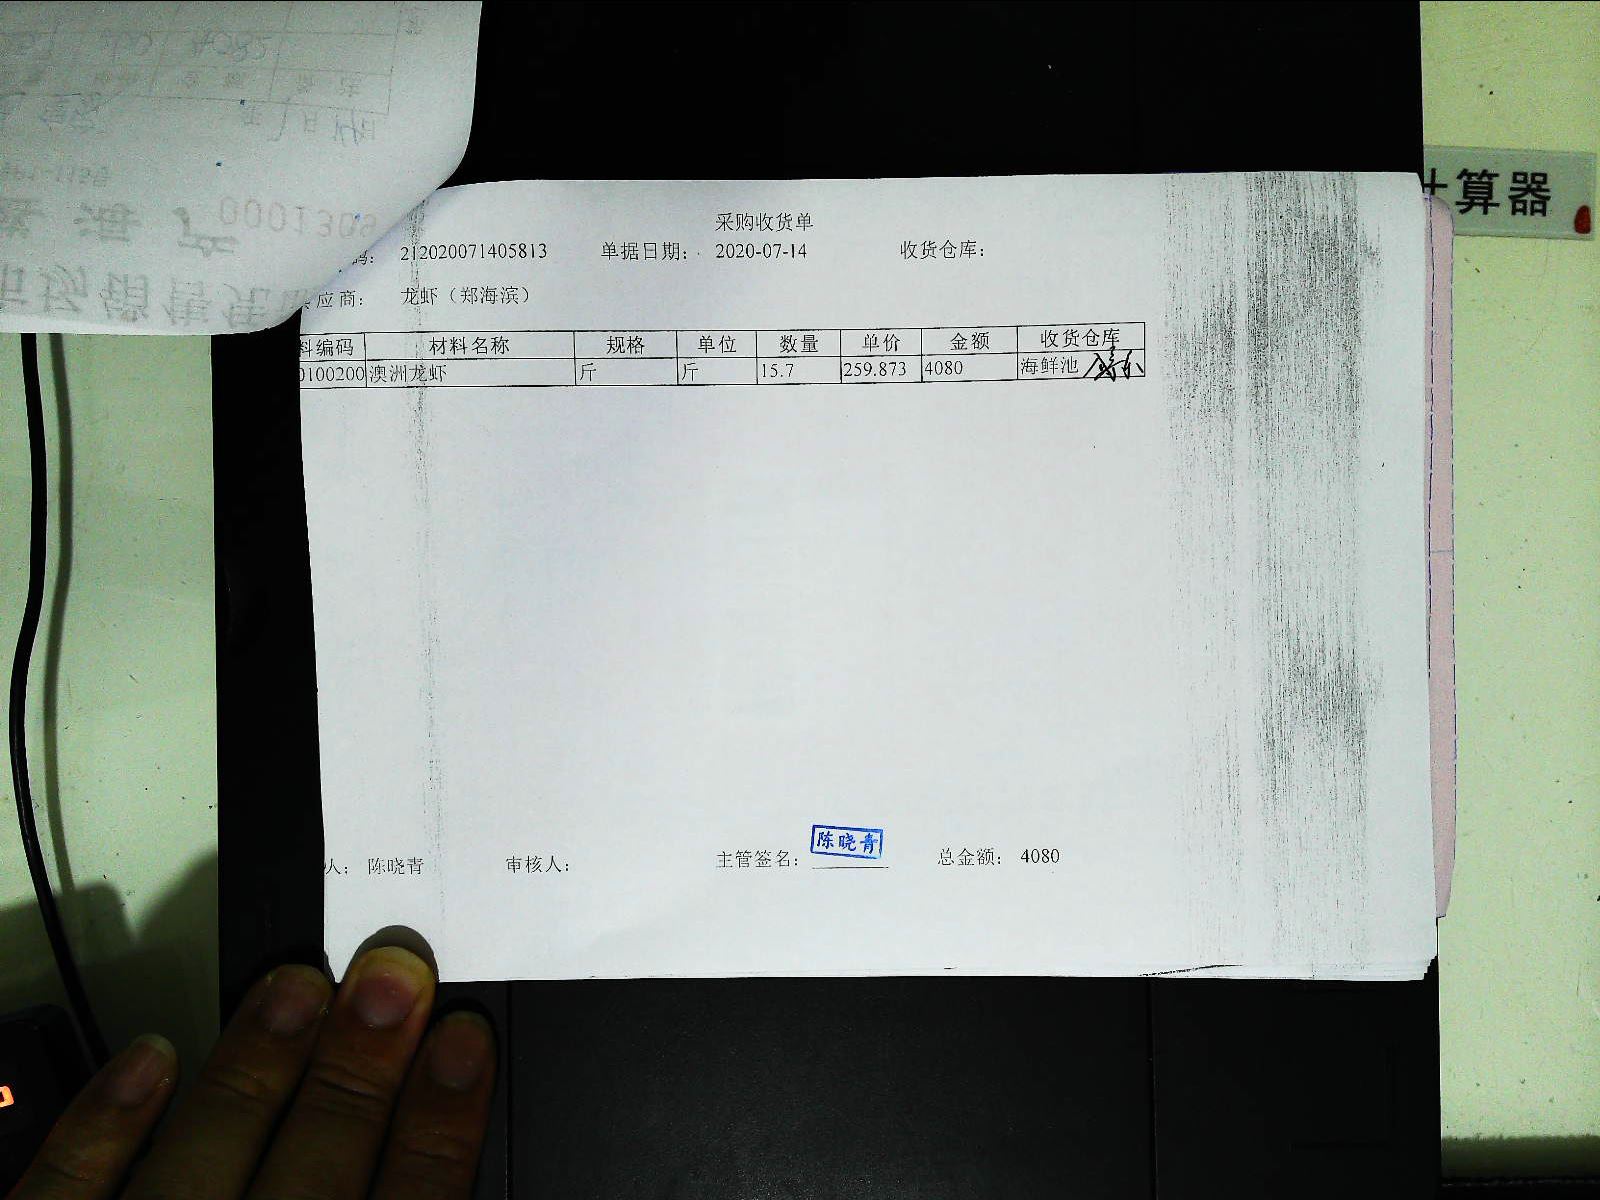 采购收货单
码： 212020071405813 单据日期： 2020-07-14 收货仓库：
应商： 龙虾（郑海滨）
料编码 材料名称 规格 单位 数量 单价 金额 收货仓库
0100200 澳洲龙虾 斤 斤 15.7 259.873 4080 海鲜池
人： 陈晓青 审核人： 主管签名： 陈晓青 总金额： 4080
计算器
0001309